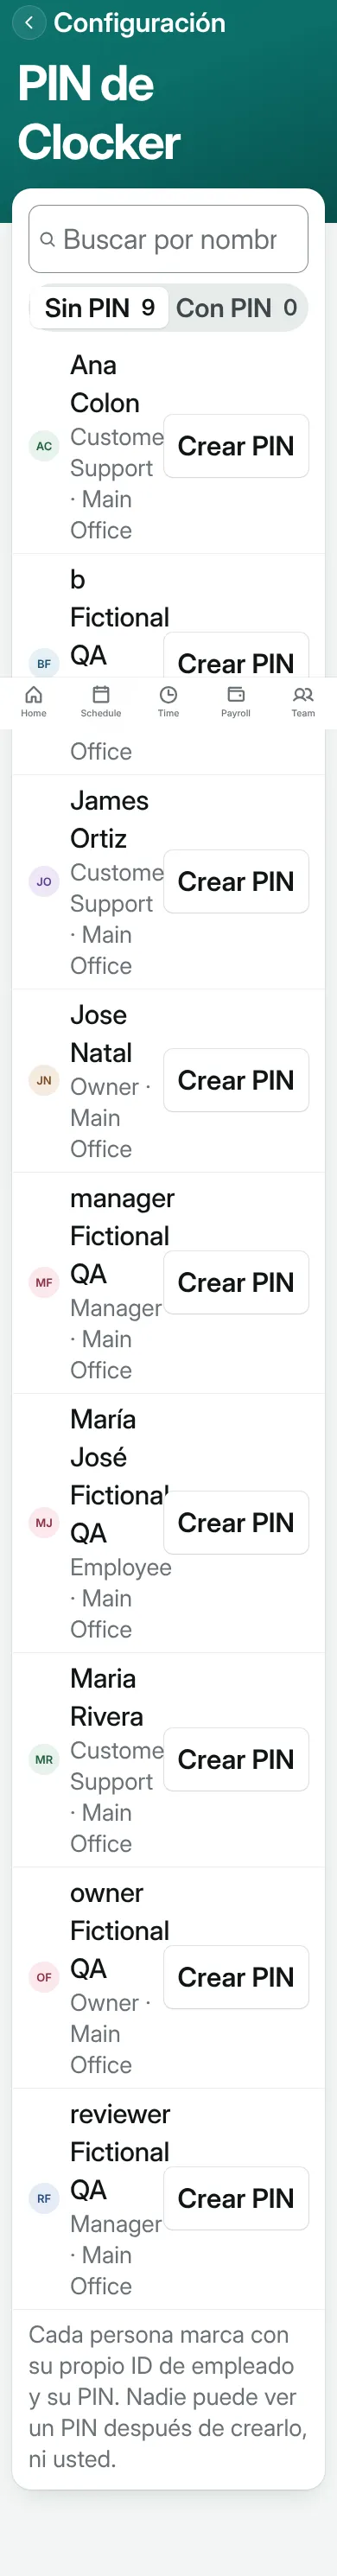 Configuración
PIN de
Clocker
Buscar por nombr
Sin PIN 9 Con PIN 0
Ana
Colon
AC
Custome
Support
· Main
Office
Crear PIN
b
Fictional
QA
BF
Crear PIN
Home Schedule Time Payroll Team
Office
James
Ortiz
JO
Custome
Support
· Main
Office
Crear PIN
Jose
Natal
JN
Owner ·
Main
Office
Crear PIN
manager
Fictional
QA
MF
Manager
· Main
Office
Crear PIN
María
José
Fictional
QA
MJ
Employee
· Main
Office
Crear PIN
Maria
Rivera
MR
Custome
Support
· Main
Office
Crear PIN
owner
Fictional
QA
OF
Owner ·
Main
Office
Crear PIN
reviewer
Fictional
QA
RF
Manager
· Main
Office
Crear PIN
Cada persona marca con
su propio ID de empleado
y su PIN. Nadie puede ver
un PIN después de crearlo,
ni usted.